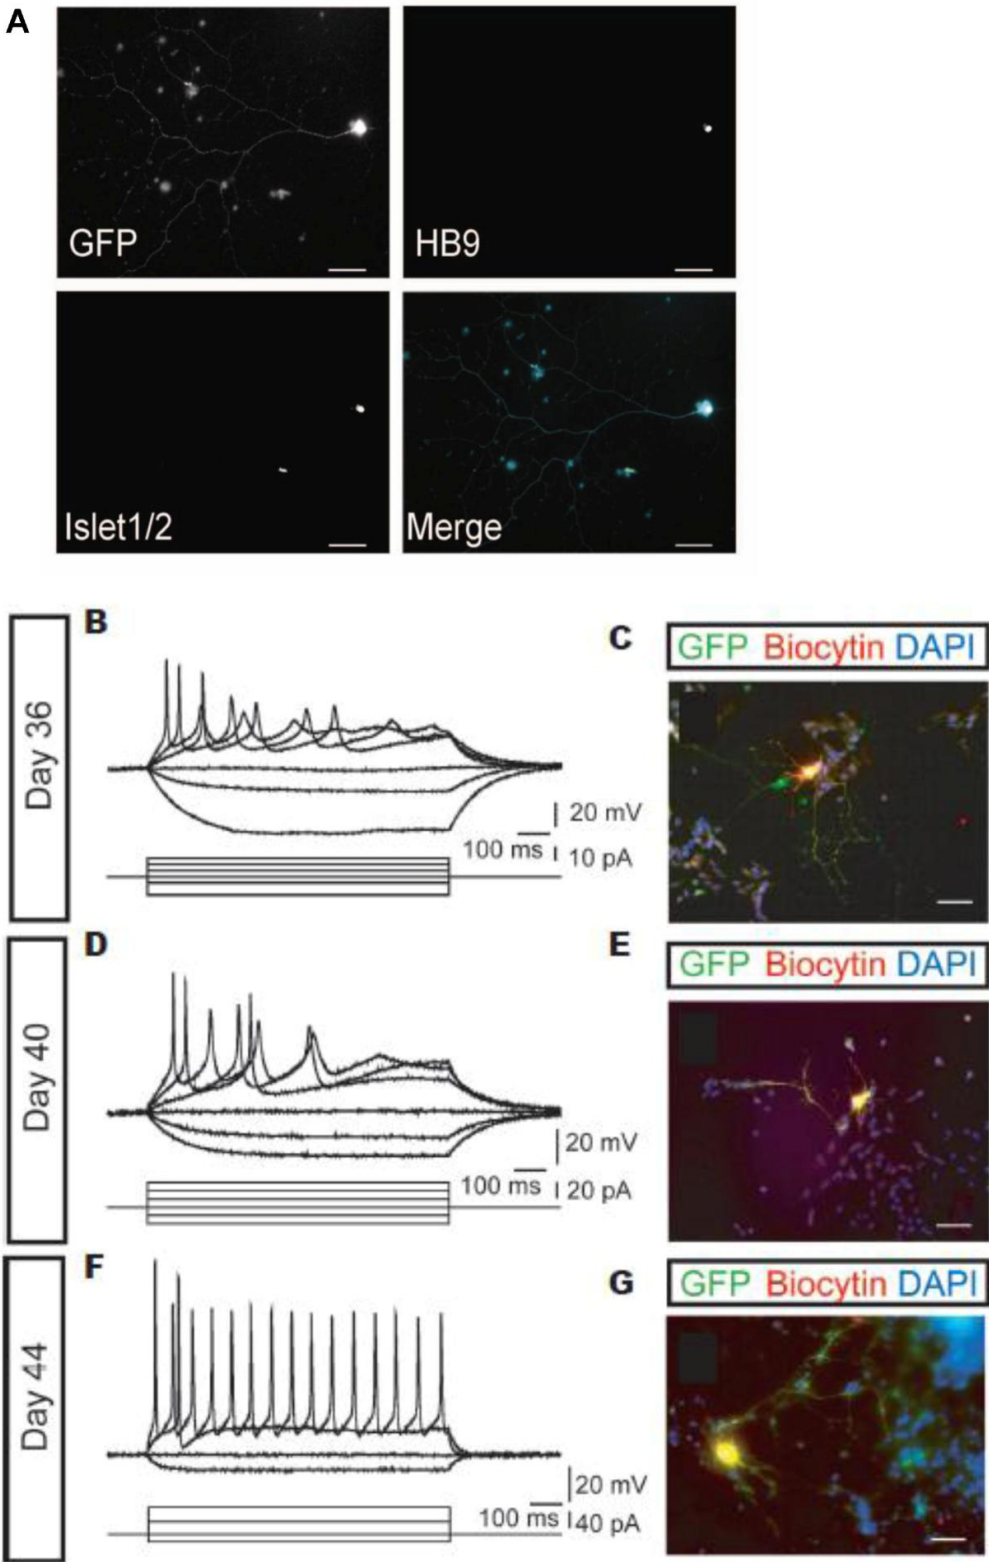 A
GFP
HB9
Islet1/2
Merge
Day 36
B
20 mV
100 ms
10 pA
C
GFP Biocytin DAPI
Day 40
D
20 mV
100 ms
20 pA
E
GFP Biocytin DAPI
Day 44
F
20 mV
100 ms
40 pA
G
GFP Biocytin DAPI